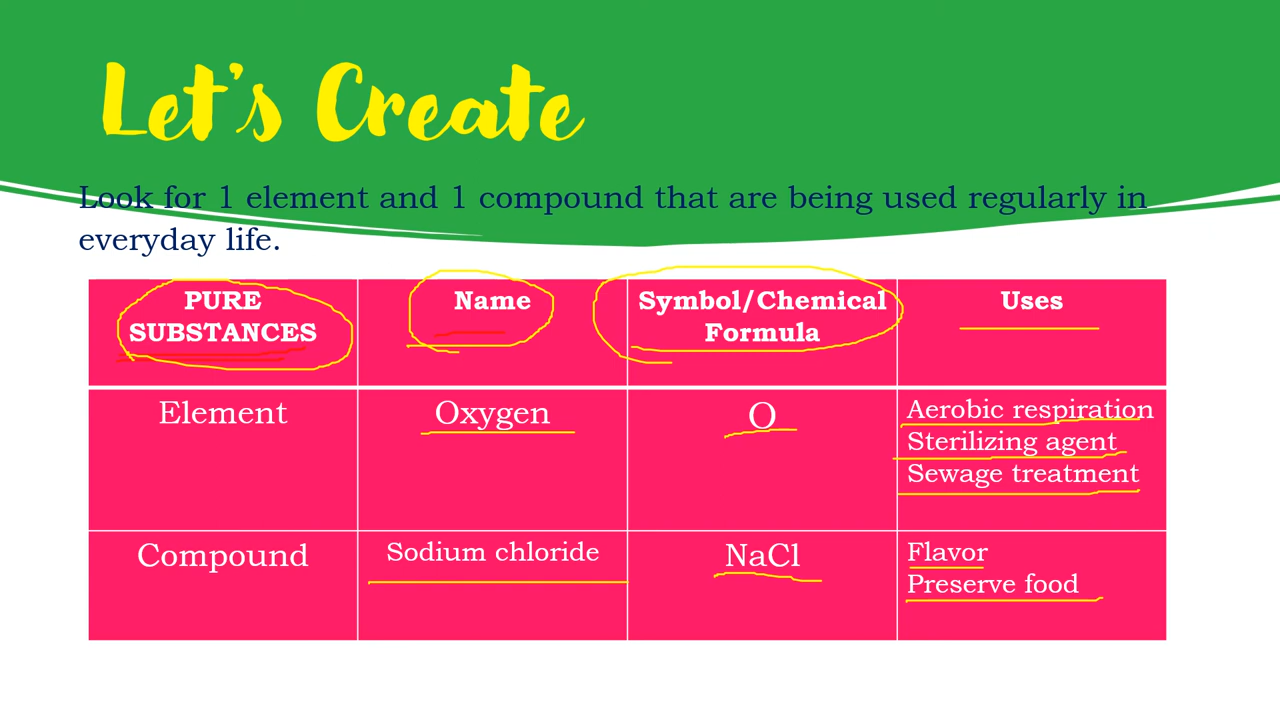 Let's Create
Look for 1 element and 1 compound that are being used regularly in
everyday life.
PURE
SUBSTANCES
Name
Symbol/Chemical
Formula
Uses
Element
Oxygen
O
Aerobic respiration
Sterilizing agent
Sewage treatment
Compound
Sodium chloride
NaCl
Flavor
Preserve food